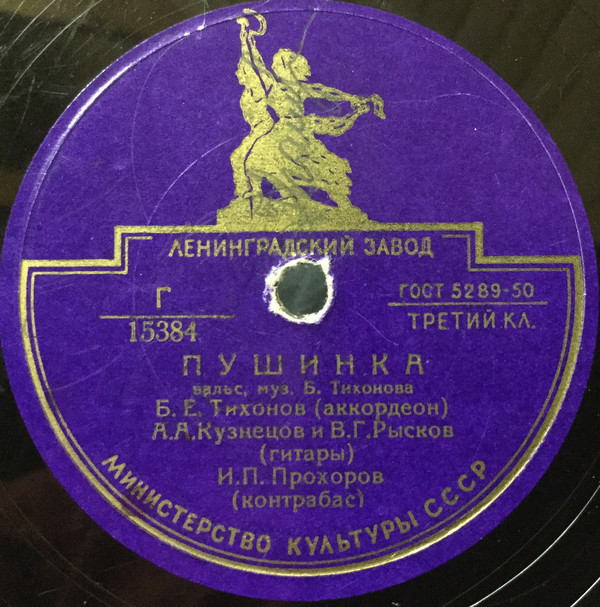 ЛЕНИНГРАДСКИЙ ЗАВОД
Г
15384
ГОСТ 5289-50
ТРЕТИЙ КЛ.
ПУШИНКА
вальс, муз. Б. Тихонова
Б. Е. Тихонов (аккордеон)
А.А.Кузнецов и В.Г.Рысков
(гитары)
И.П. Прохоров
(контрабас)
МИНИСТЕРСТВО КУЛЬТУРЫ СССР